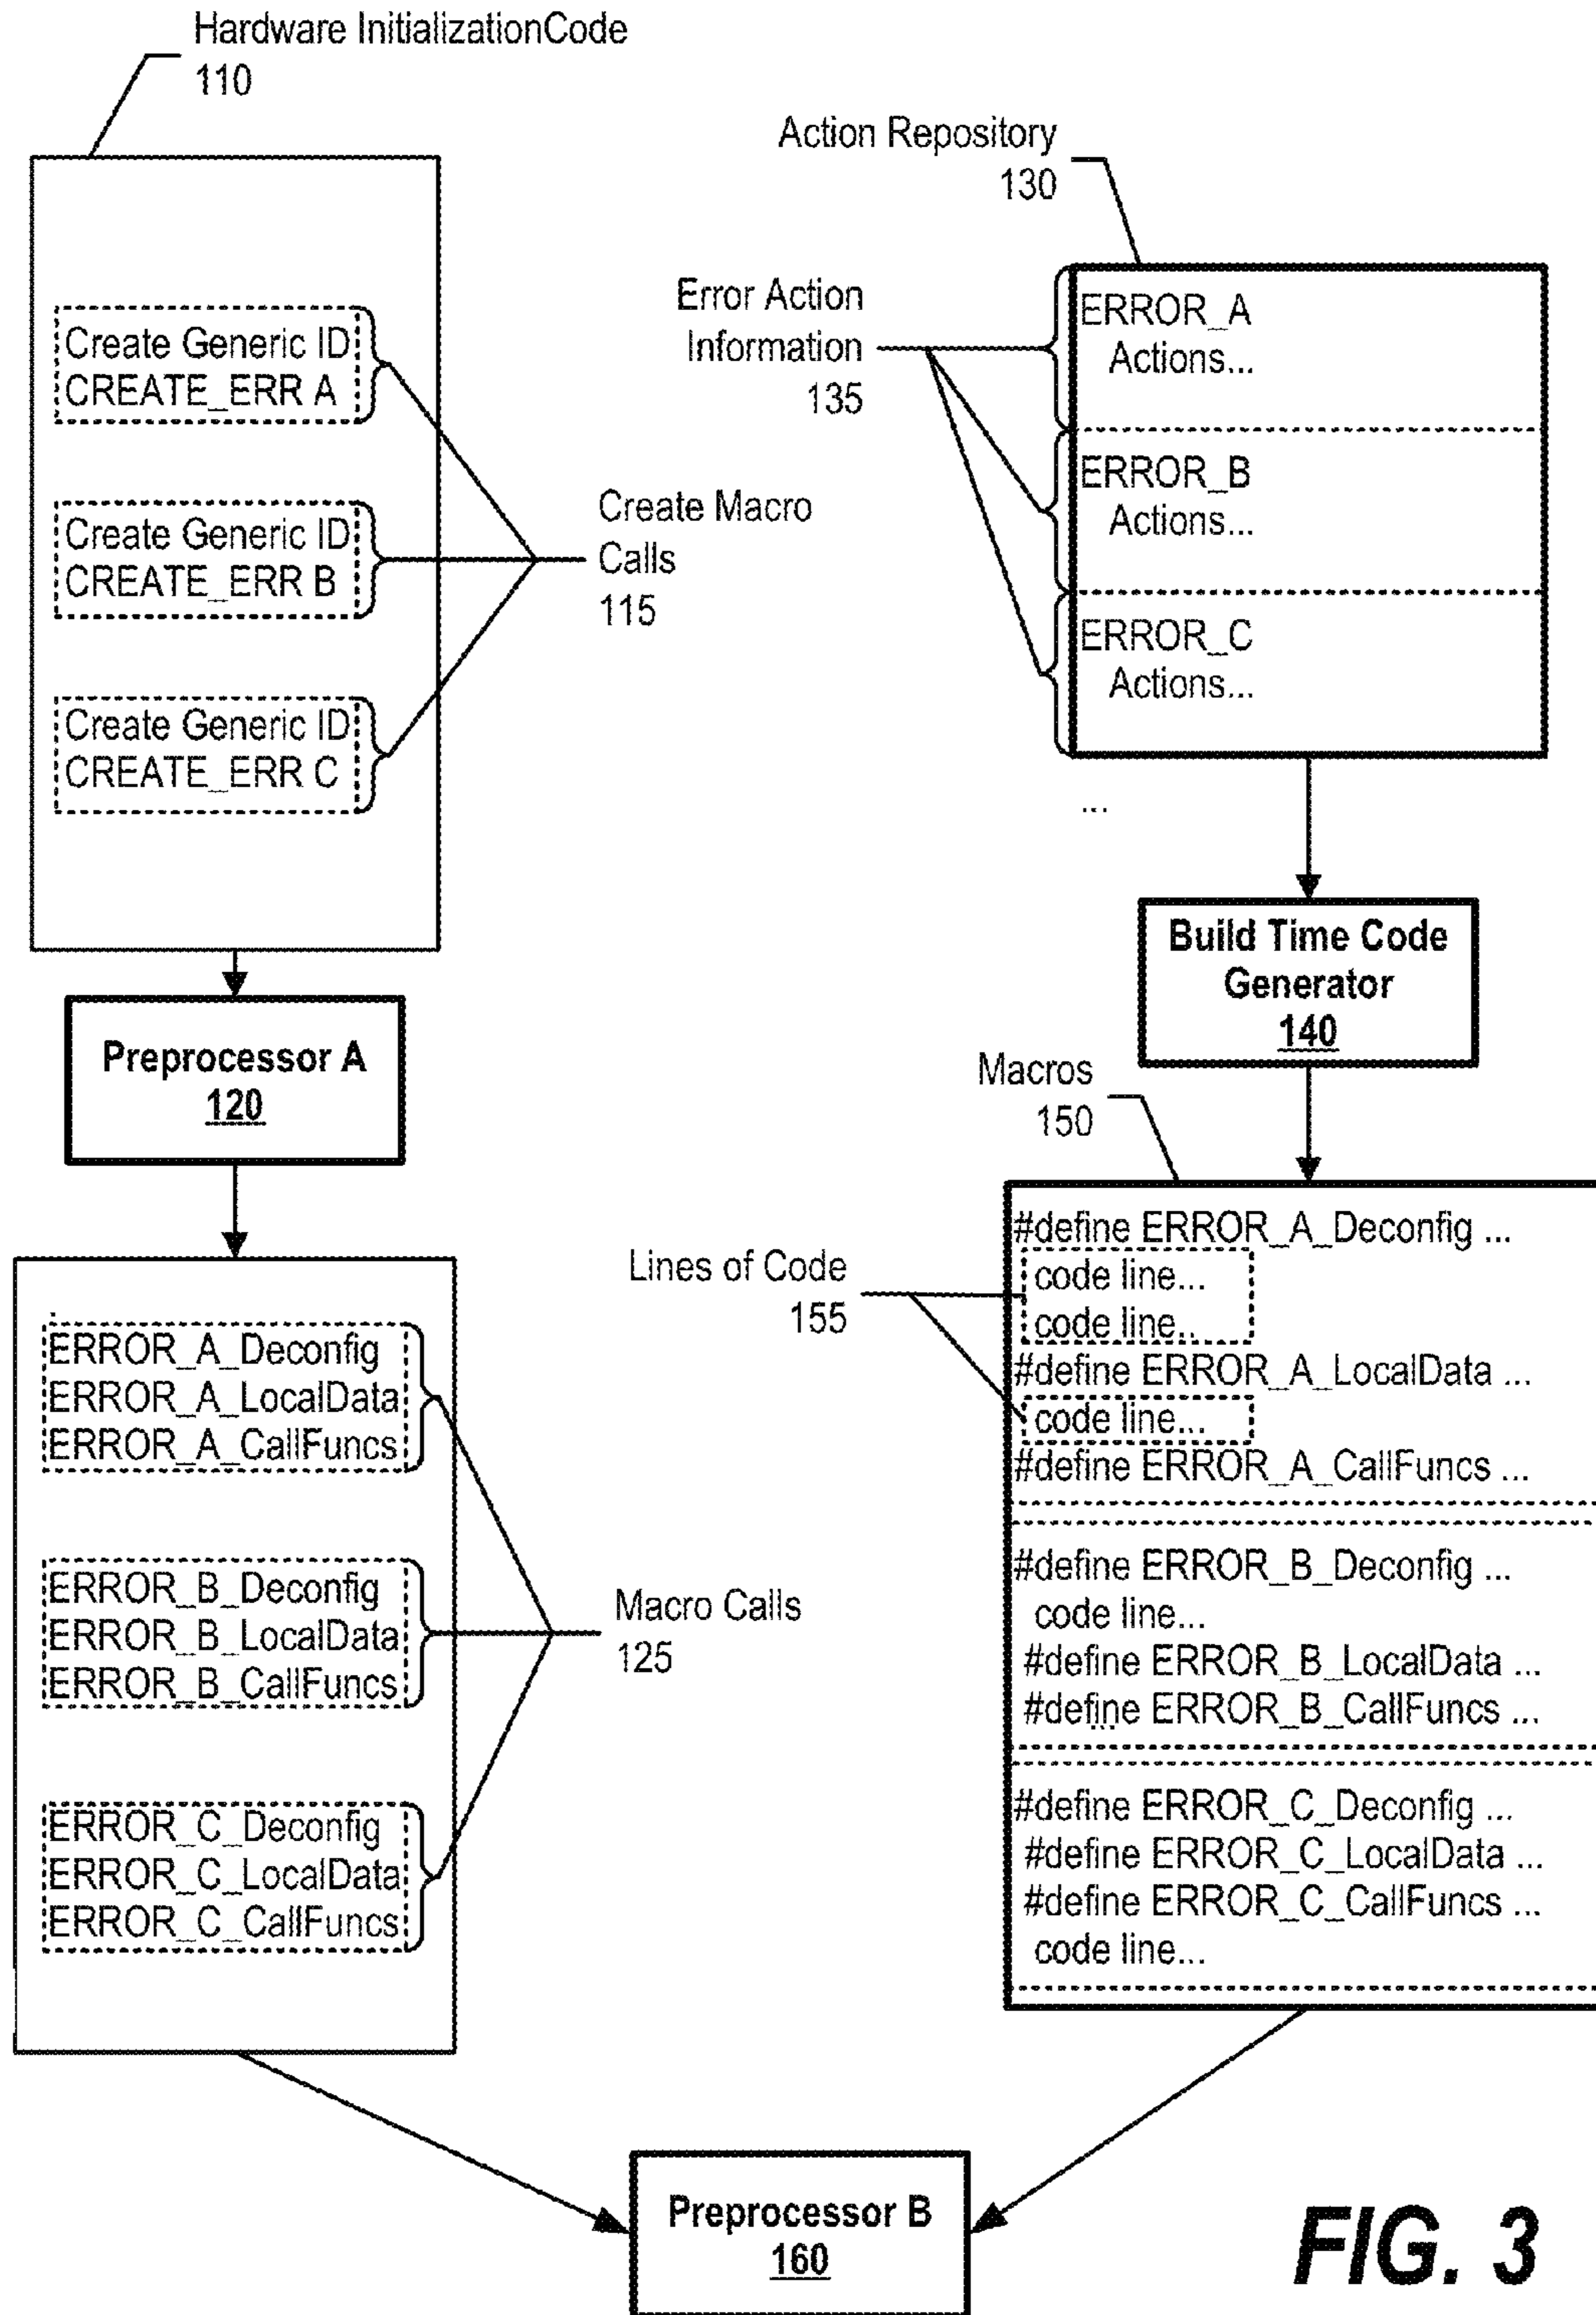 Hardware InitializationCode
110
Create Generic ID
CREATE_ERR A
Create Generic ID
CREATE_ERR B
Create Generic ID
CREATE_ERR C
Create Macro
Calls
115
Action Repository
130
Error Action
Information
135
ERROR_A
Actions...
ERROR_B
Actions...
ERROR_C
Actions...
...
Preprocessor A
120
Build Time Code
Generator
140
ERROR_A_Deconfig
ERROR_A_LocalData
ERROR_A_CallFuncs
ERROR_B_Deconfig
ERROR_B_LocalData
ERROR_B_CallFuncs
ERROR_C_Deconfig
ERROR_C_LocalData
ERROR_C_CallFuncs
Macro Calls
125
Macros
150
Lines of Code
155
#define ERROR_A_Deconfig ...
code line...
code line...
#define ERROR_A_LocalData ...
code line...
#define ERROR_A_CallFuncs ...
#define ERROR_B_Deconfig ...
code line...
#define ERROR_B_LocalData ...
#define ERROR_B_CallFuncs ...
...
#define ERROR_C_Deconfig ...
#define ERROR_C_LocalData ...
#define ERROR_C_CallFuncs ...
code line...
Preprocessor B
160
FIG. 3